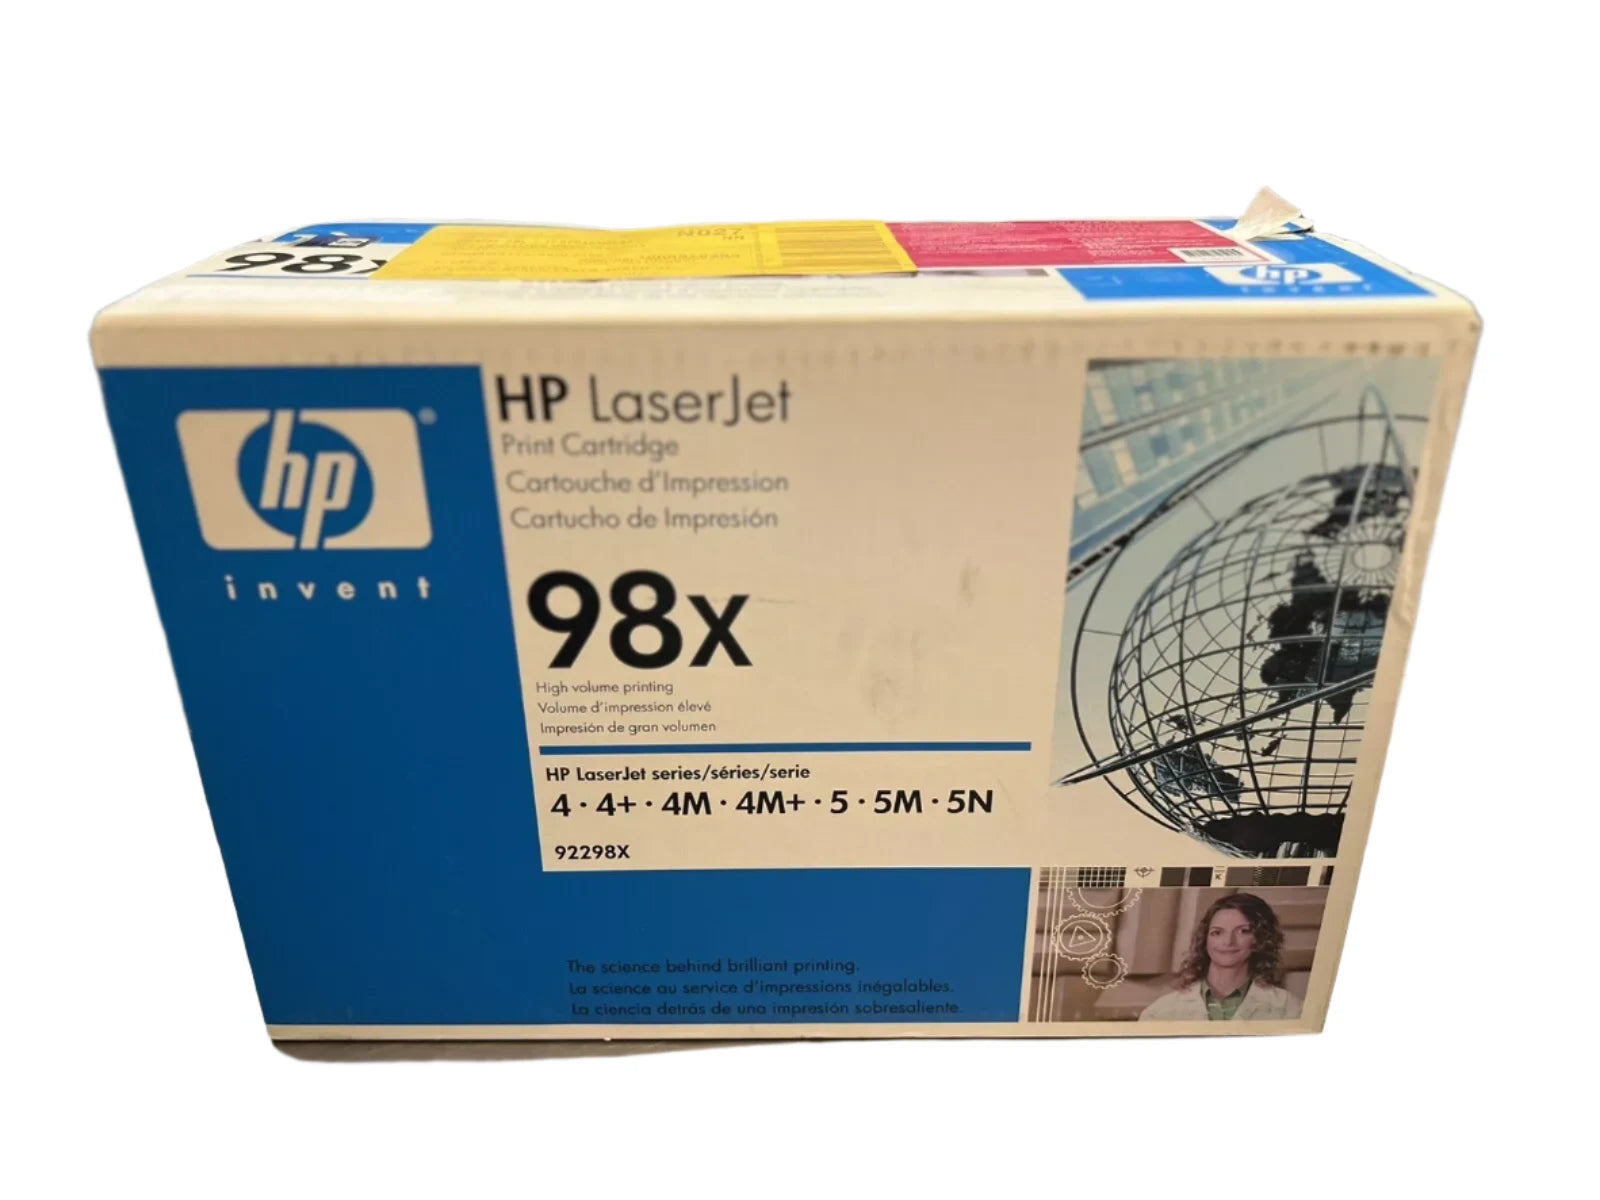 98x
N027
hp
invent
hp
invent
HP LaserJet
Print Cartridge
Cartouche d'Impression
Cartucho de Impresión
98x
High volume printing
Volume d'impression élevé
Impresión de gran volumen
HP LaserJet series/séries/serie
4 · 4+ · 4M · 4M+ · 5 · 5M · 5N
92298X
The science behind brilliant printing.
La science au service d'impressions inégalables.
La ciencia detrás de una impresión sobresaliente.
K